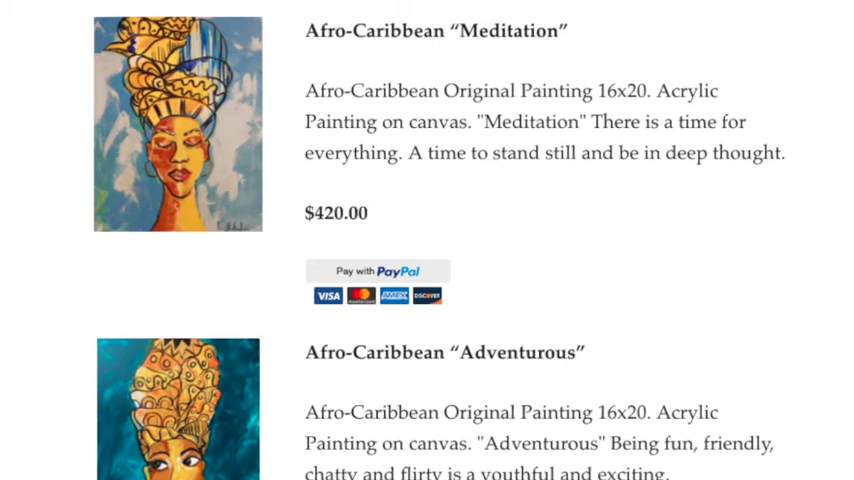 Afro-Caribbean “Meditation”
Afro-Caribbean Original Painting 16x20. Acrylic
Painting on canvas. "Meditation" There is a time for
everything. A time to stand still and be in deep thought.
$420.00
Pay with PayPal
VISA
AMEX
DISCOVER
Afro-Caribbean “Adventurous”
Afro-Caribbean Original Painting 16x20. Acrylic
Painting on canvas. "Adventurous" Being fun, friendly,
chatty and flirty is a youthful and exciting.